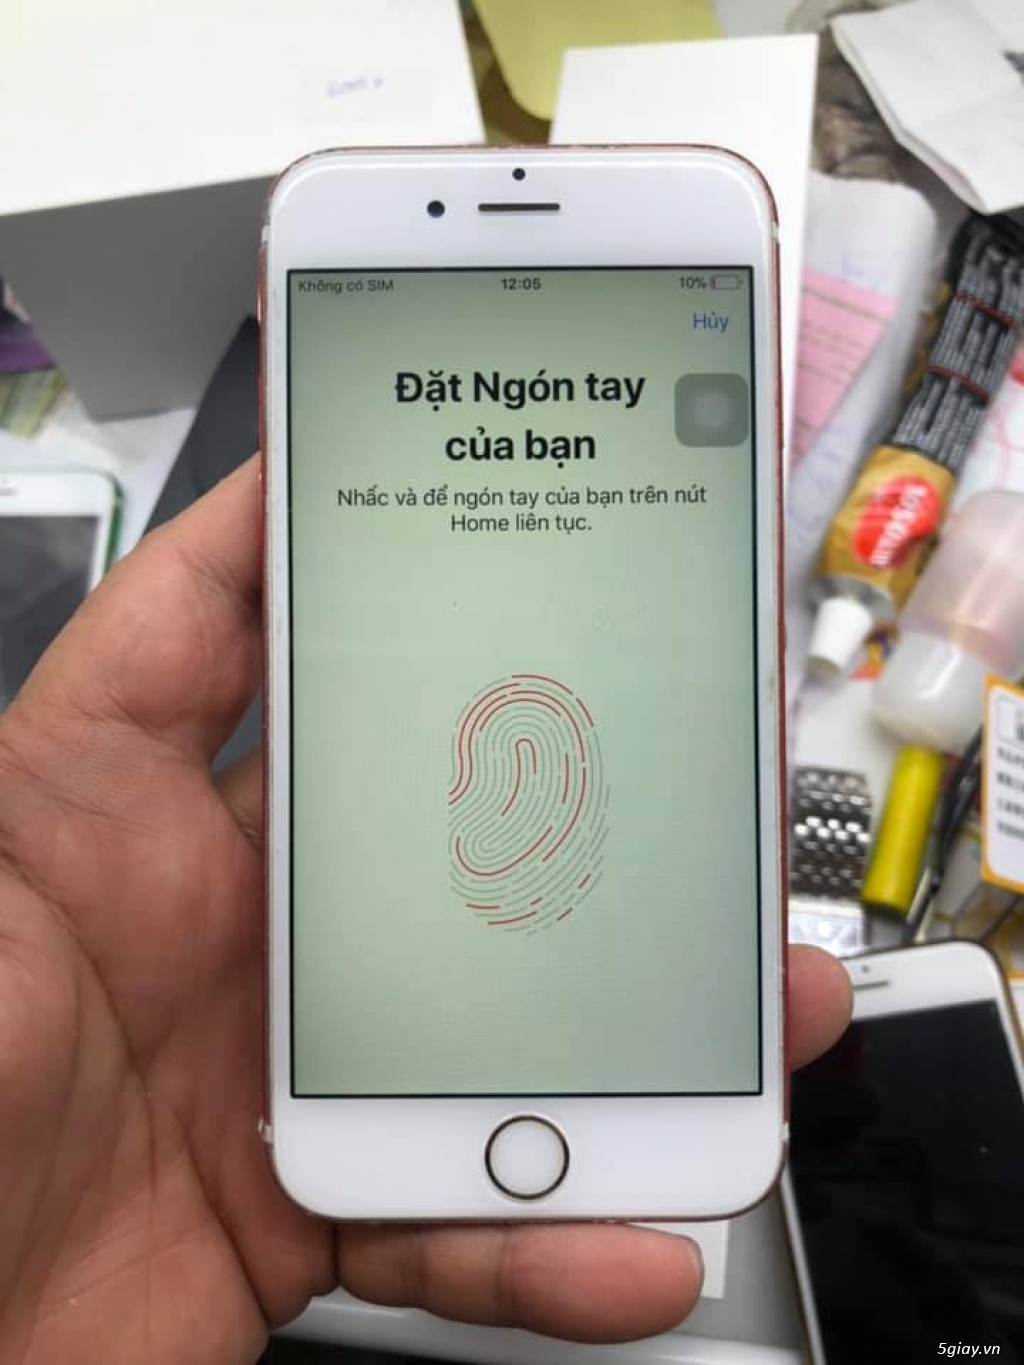 Không có SIM 12:05 10%
Hủy
Đặt Ngón tay
của bạn
Nhấc và để ngón tay của bạn trên nút
Home liên tục.
5giay.vn